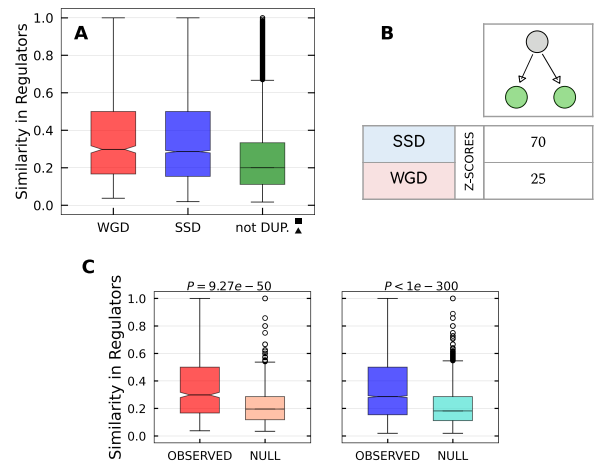 A
Similarity in Regulators
1.0
0.8
0.6
0.4
0.2
0.0
WGD
SSD
not DUP. ■
▲
B
SSD
WGD
Z-SCORES
70
25
C
Similarity in Regulators
P = 9.27e − 50
1.0
0.8
0.6
0.4
0.2
0.0
OBSERVED
NULL
P < 1e − 300
OBSERVED
NULL